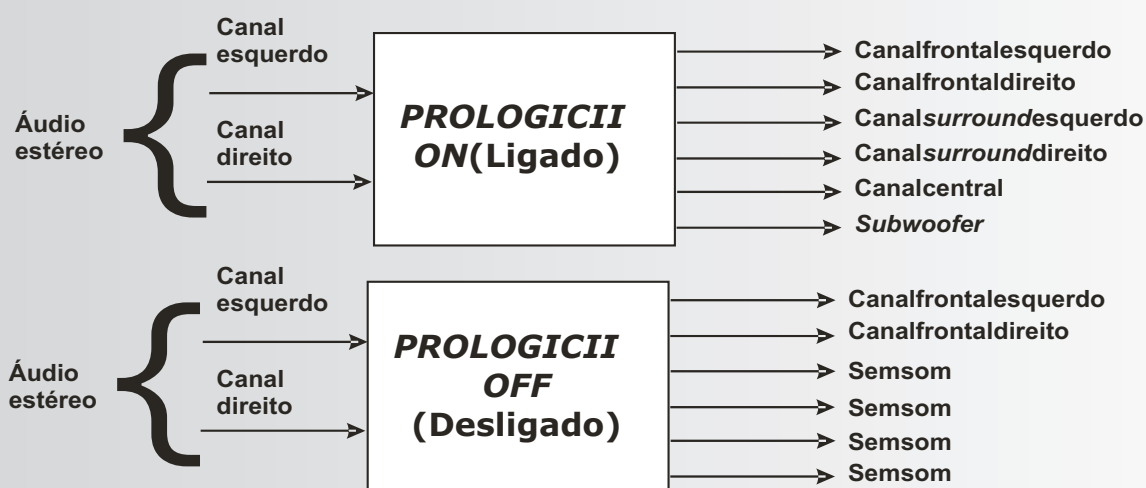 Canal
esquerdo
Áudio
estéreo
Canal
direito
PROLOGICII
ON(Ligado)
Canalfrontalesquerdo
Canalfrontaldireito
Canalsurroundesquerdo
Canalsurrounddireito
Canalcentral
Subwoofer
Canal
esquerdo
Áudio
estéreo
Canal
direito
PROLOGICII
OFF
(Desligado)
Canalfrontalesquerdo
Canalfrontaldireito
Semsom
Semsom
Semsom
Semsom